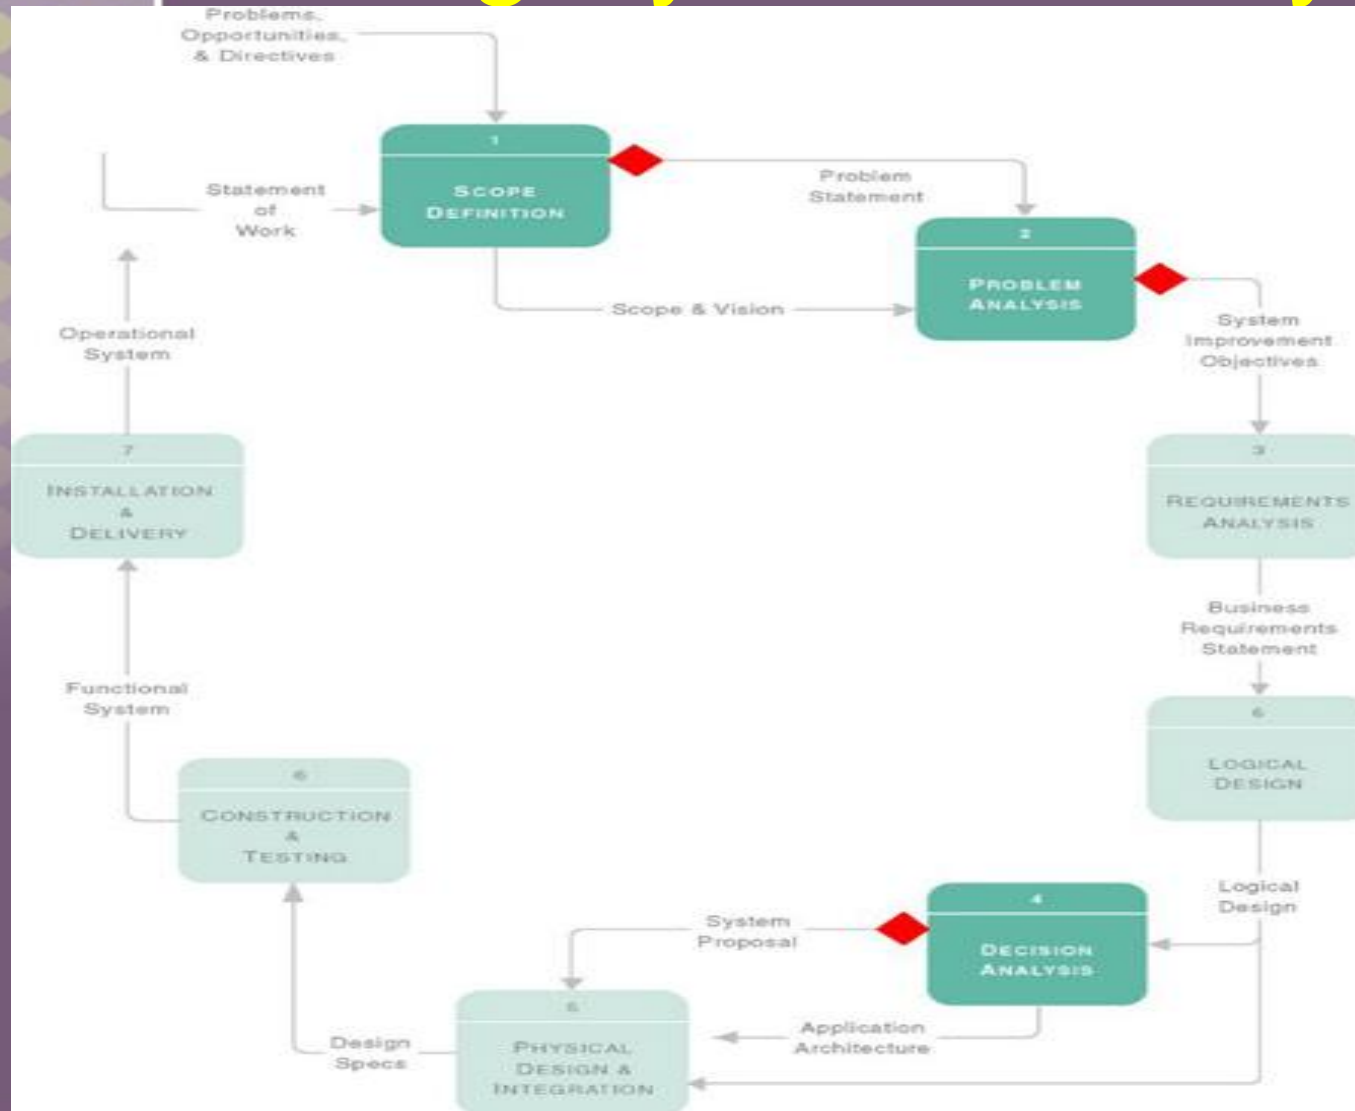 Problems,
Opportunities,
& Directives
1
SCOPE
DEFINITION
Statement
of
Work
Problem
Statement
2
PROBLEM
ANALYSIS
Scope & Vision
System
Improvement
Objectives
Operational
System
7
INSTALLATION
&
DELIVERY
3
REQUIREMENTS
ANALYSIS
Business
Requirements
Statement
Functional
System
6
LOGICAL
DESIGN
6
CONSTRUCTION
&
TESTING
Logical
Design
4
DECISION
ANALYSIS
System
Proposal
Application
Architecture
5
PHYSICAL
DESIGN &
INTEGRATION
Design
Specs